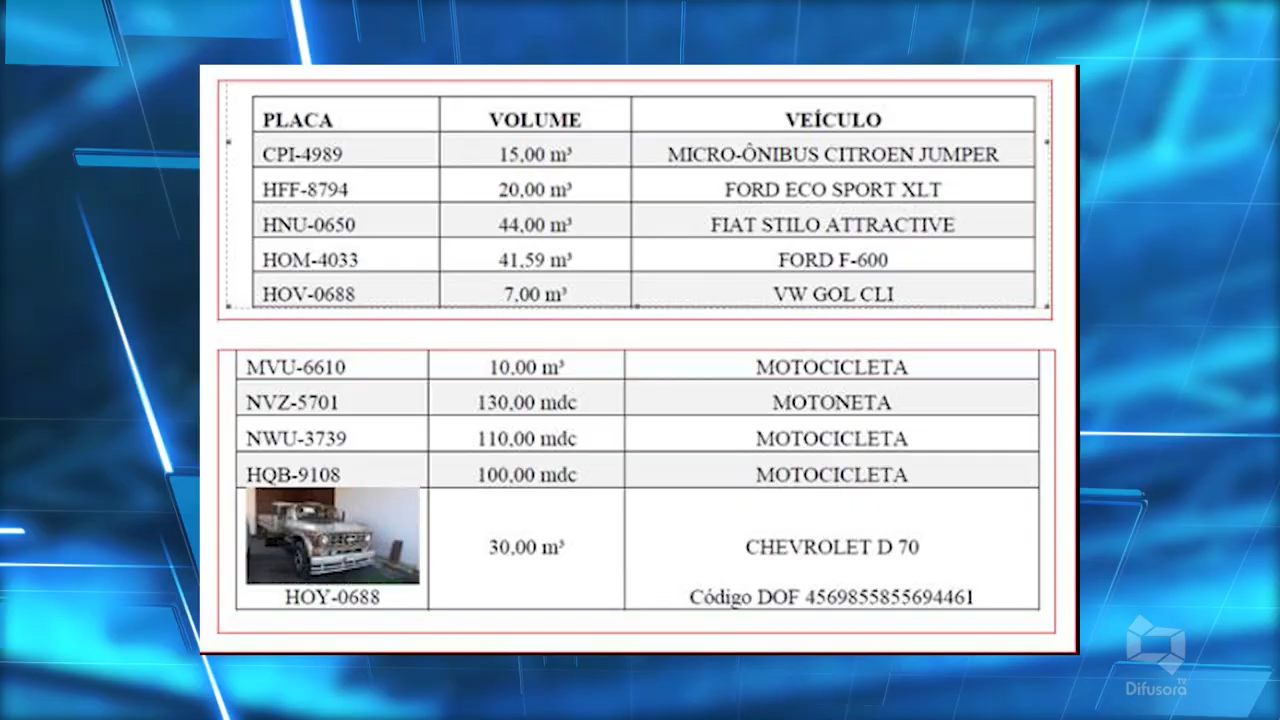 PLACA VOLUME VEÍCULO
CPI-4989 15,00 m³ MICRO-ÔNIBUS CITROEN JUMPER
HFF-8794 20,00 m³ FORD ECO SPORT XLT
HNU-0650 44,00 m³ FIAT STILO ATTRACTIVE
HOM-4033 41,59 m³ FORD F-600
HOV-0688 7,00 m³ VW GOL CLI
MVU-6610 10,00 m³ MOTOCICLETA
NVZ-5701 130,00 mdc MOTONETA
NWU-3739 110,00 mdc MOTOCICLETA
HQB-9108 100,00 mdc MOTOCICLETA
30,00 m³ CHEVROLET D 70
HOY-0688 Código DOF 4569855855694461
TV
Difusora